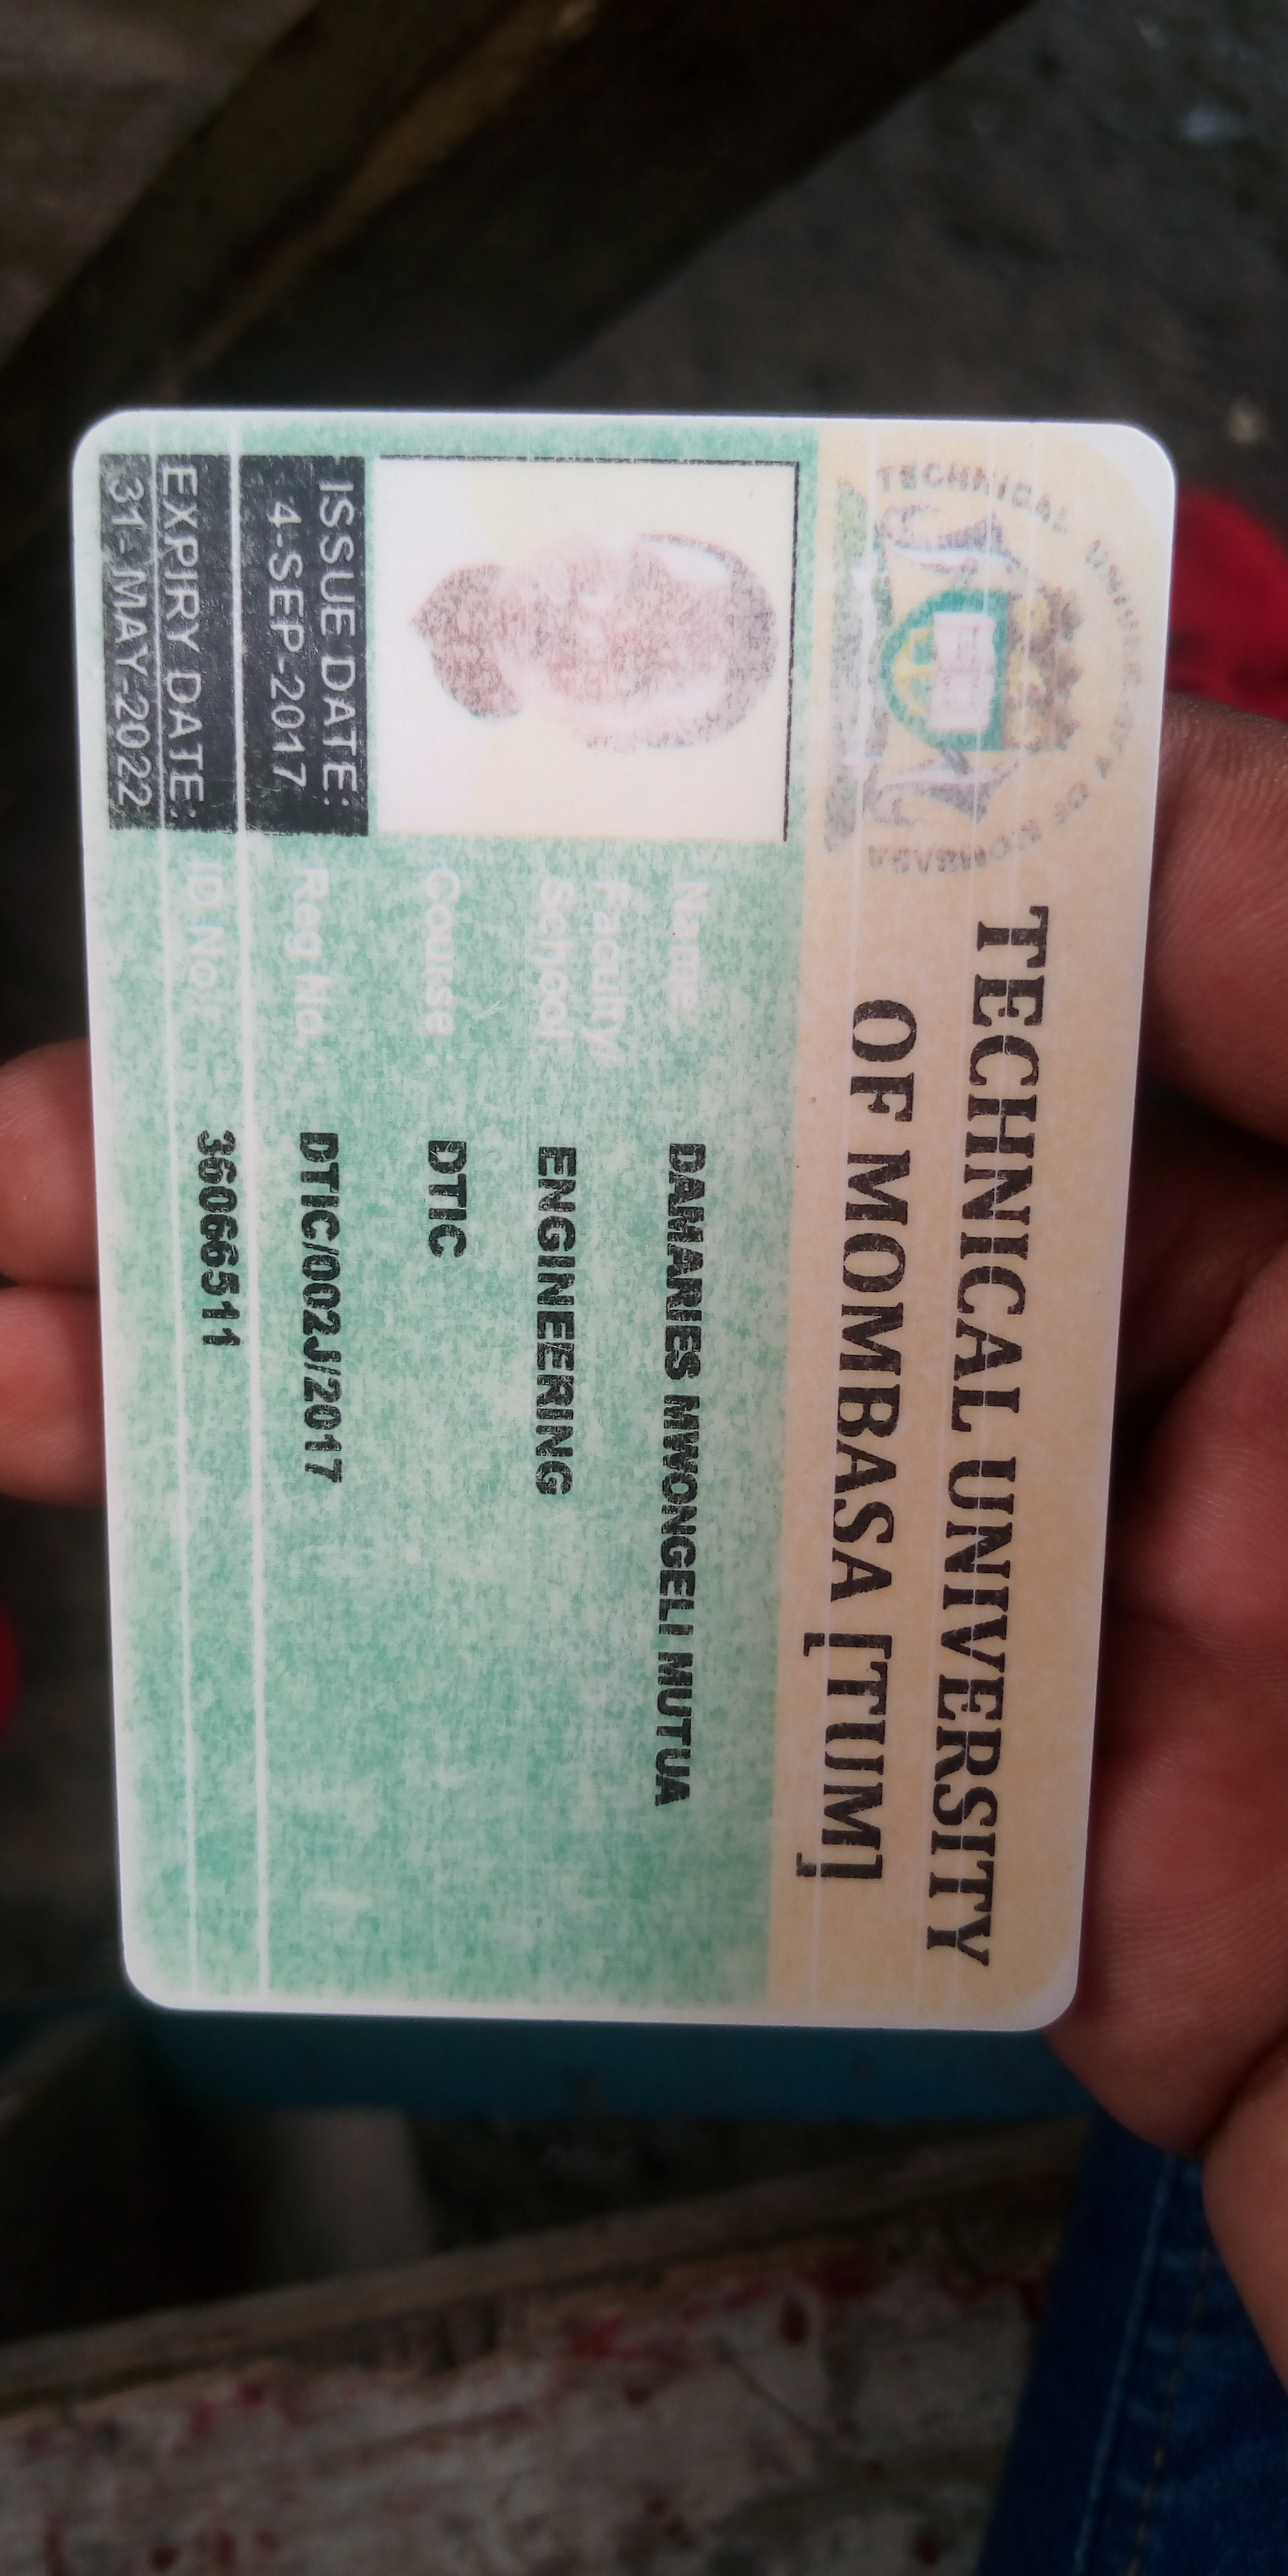 TECHNICAL UNIVERSITY OF MOMBASA
TECHNICAL UNIVERSITY
OF MOMBASA [TUM]
Name DAMARIES MWONGELI MUTUA
Faculty/
School ENGINEERING
Course DTIC
Reg No. DTIC/002J/2017
ID No. 36066511
ISSUE DATE:
4-SEP-2017
EXPIRY DATE:
31-MAY-2022